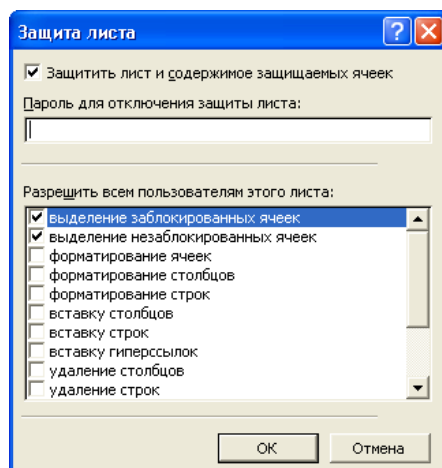 Защита листа
Защитить лист и содержимое защищаемых ячеек
Пароль для отключения защиты листа:
Разрешить всем пользователям этого листа:
выделение заблокированных ячеек
выделение незаблокированных ячеек
форматирование ячеек
форматирование столбцов
форматирование строк
вставку столбцов
вставку строк
вставку гиперссылок
удаление столбцов
удаление строк
ОК Отмена